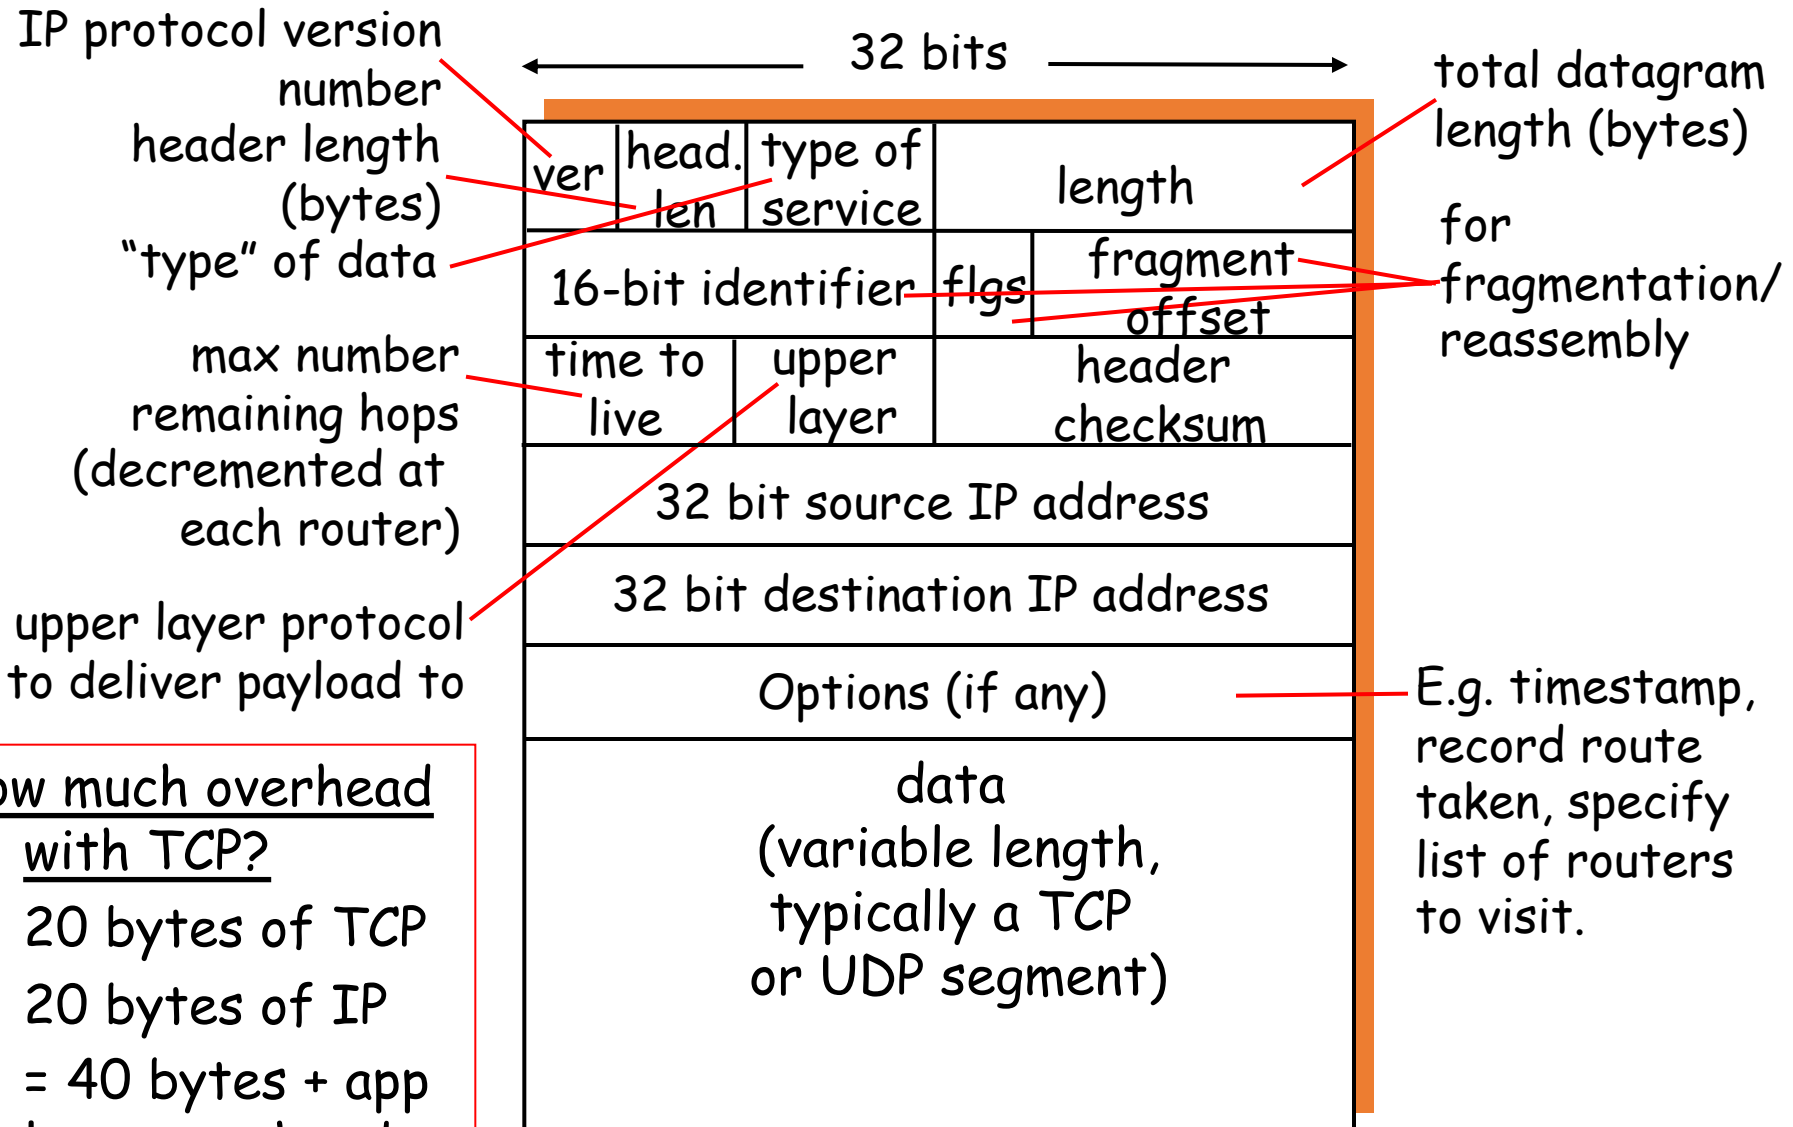 IP protocol version
number
header length
(bytes)
“type” of data
max number
remaining hops
(decremented at
each router)
upper layer protocol
to deliver payload to
much overhead
with TCP?
20 bytes of TCP
20 bytes of IP
= 40 bytes + app
32 bits
ver
head.
len
type of
service
length
16-bit identifier
flgs
fragment
offset
time to
live
upper
layer
header
checksum
32 bit source IP address
32 bit destination IP address
Options (if any)
data
(variable length,
typically a TCP
or UDP segment)
total datagram
length (bytes)
for
fragmentation/
reassembly
E.g. timestamp,
record route
taken, specify
list of routers
to visit.